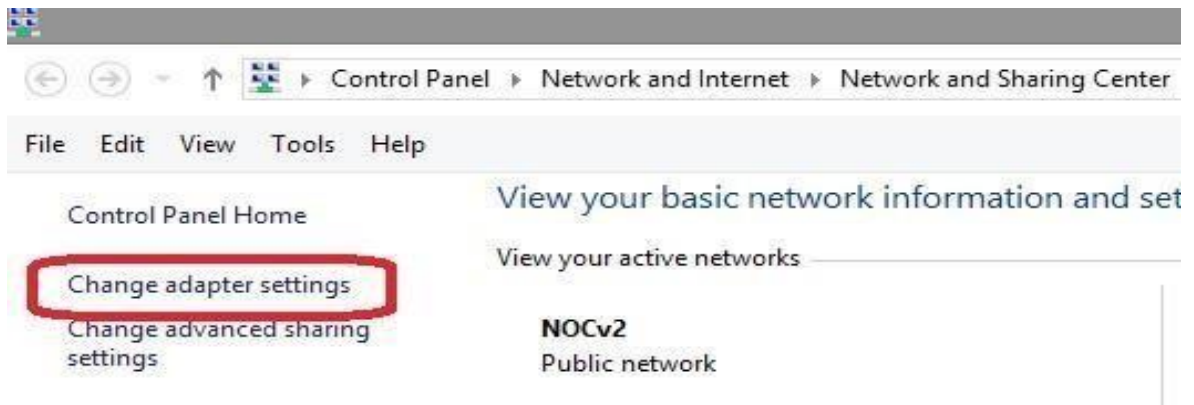 Control Panel ▸ Network and Internet ▸ Network and Sharing Center
File Edit View Tools Help
Control Panel Home
Change adapter settings
Change advanced sharing
settings
View your basic network information and set
View your active networks
NOCv2
Public network